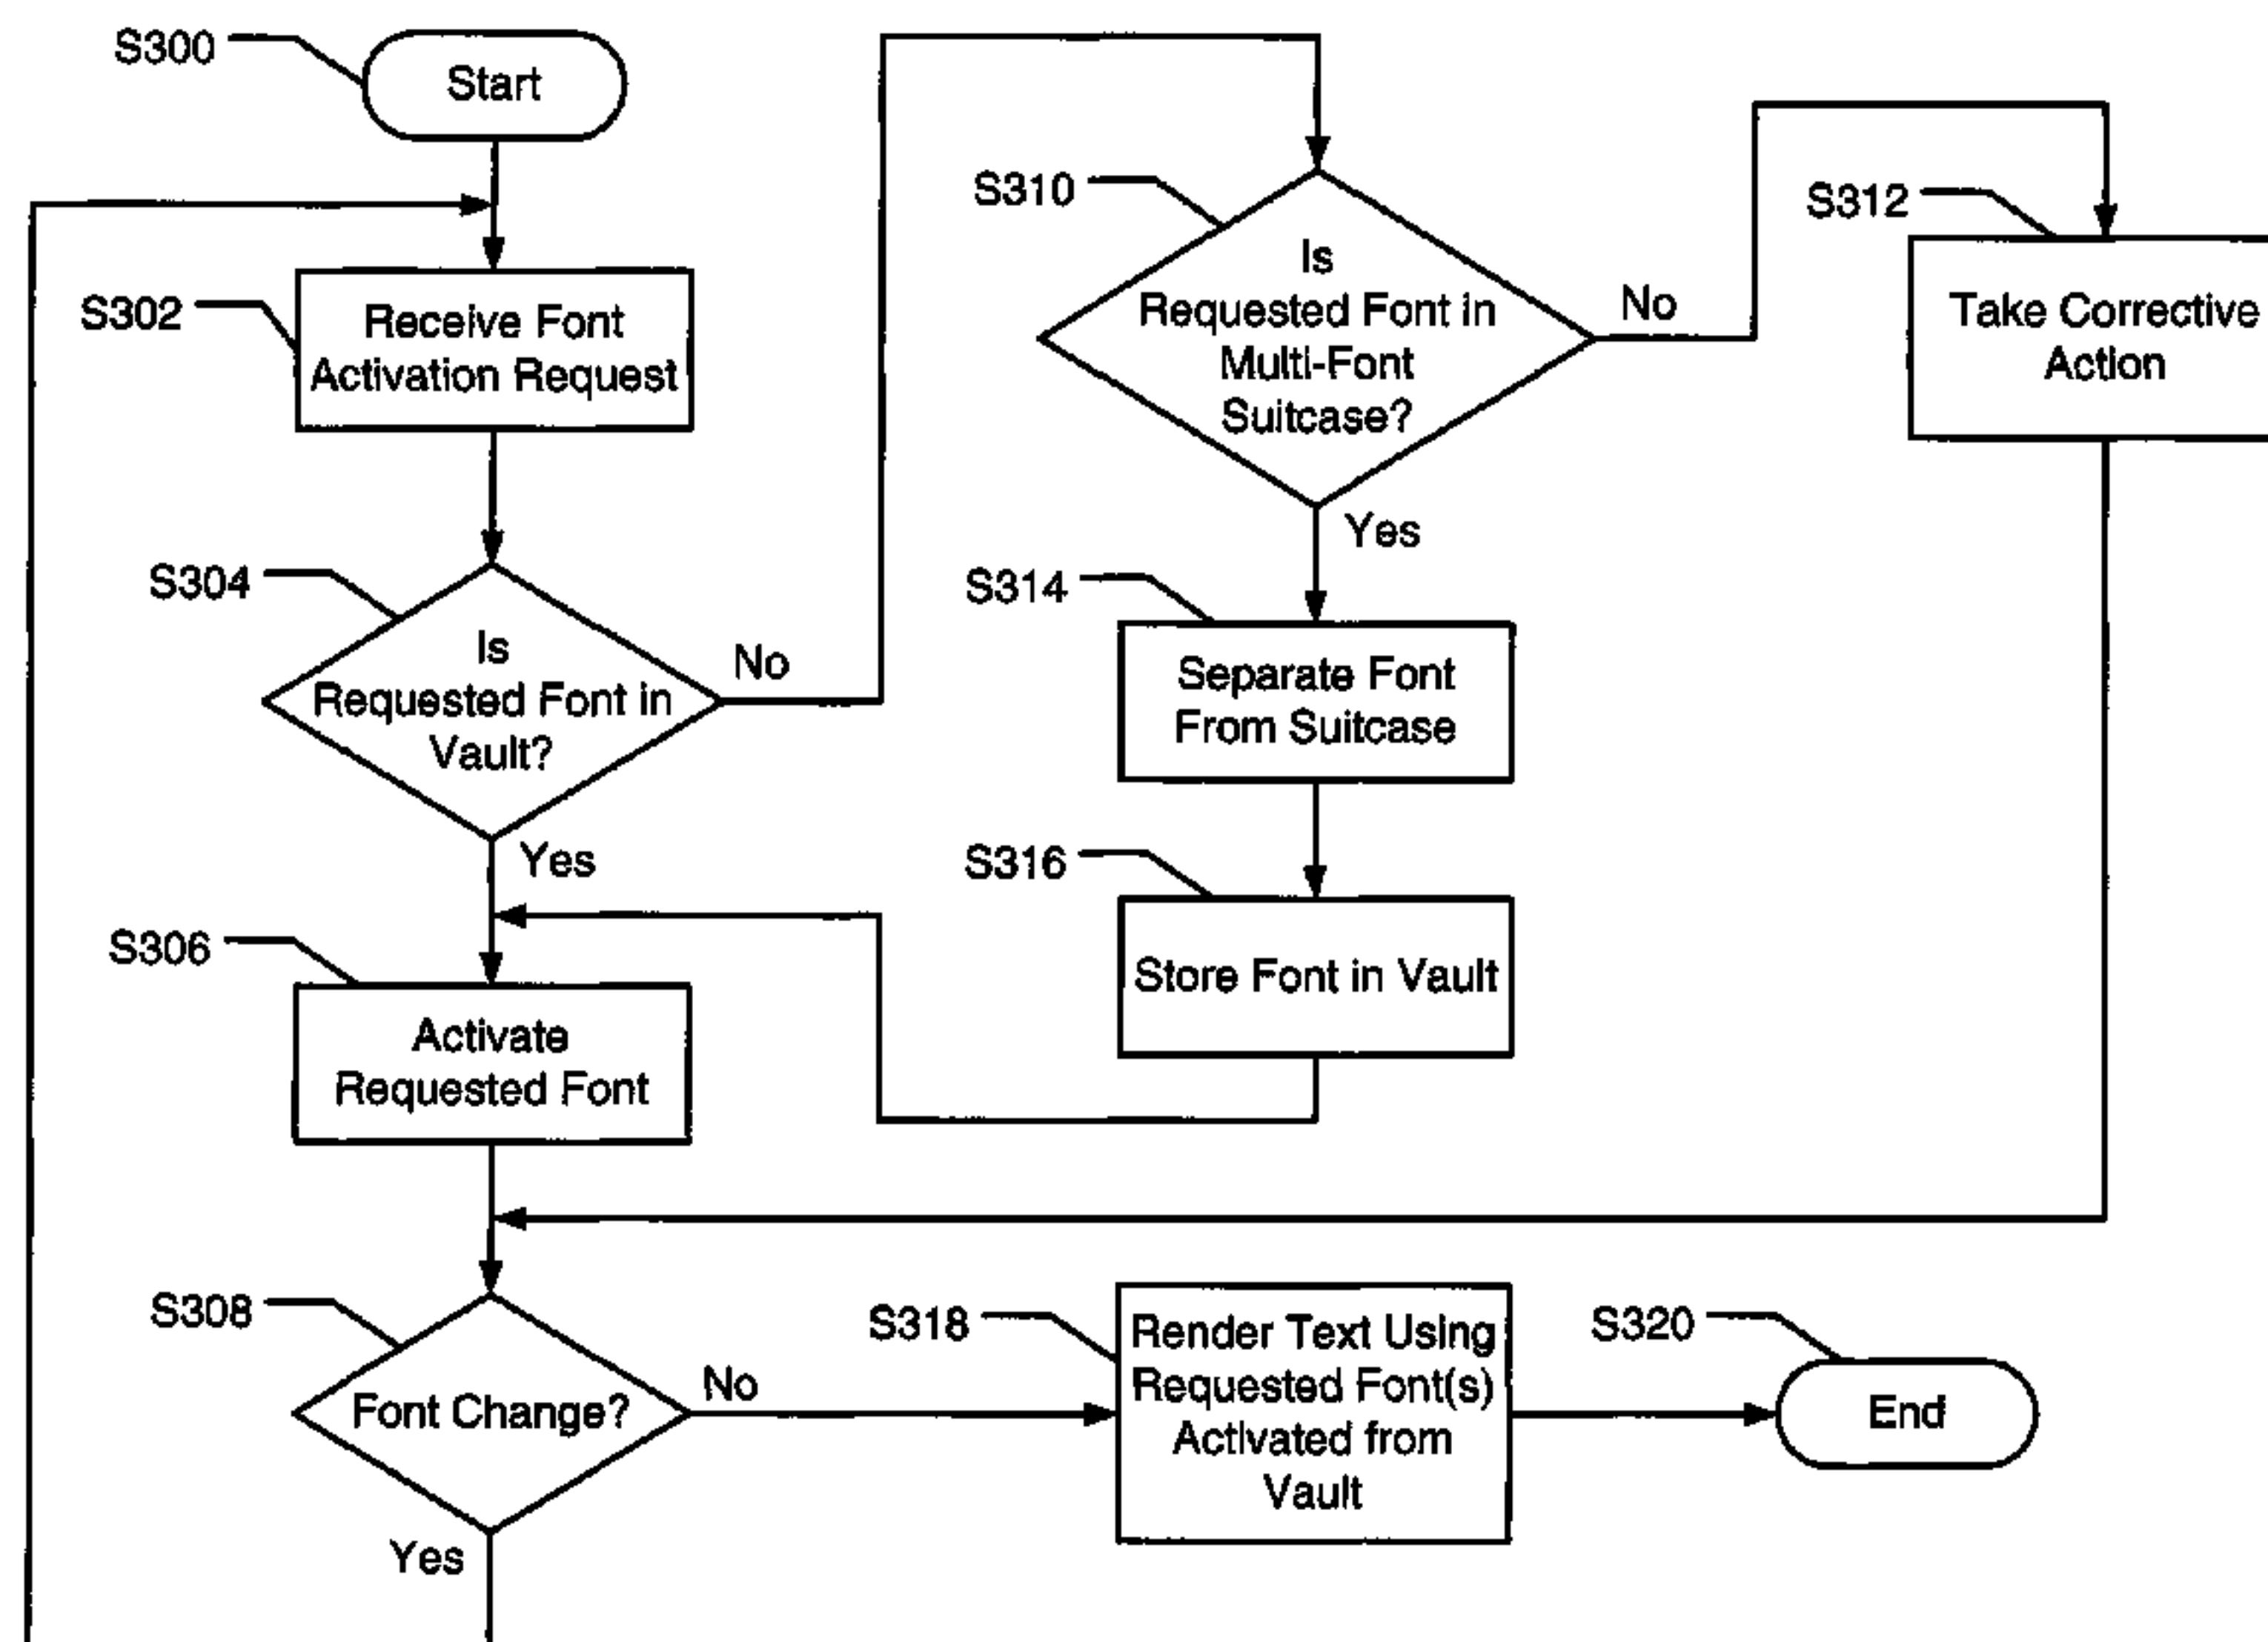 S300
Start
S302
Receive Font
Activation Request
S304
Is
Requested Font in
Vault?
No
Yes
S306
Activate
Requested Font
S308
Font Change?
No
Yes
S310
Is
Requested Font in
Multi-Font
Suitcase?
No
Yes
S312
Take Corrective
Action
S314
Separate Font
From Suitcase
S316
Store Font in Vault
S318
Render Text Using
Requested Font(s)
Activated from
Vault
S320
End